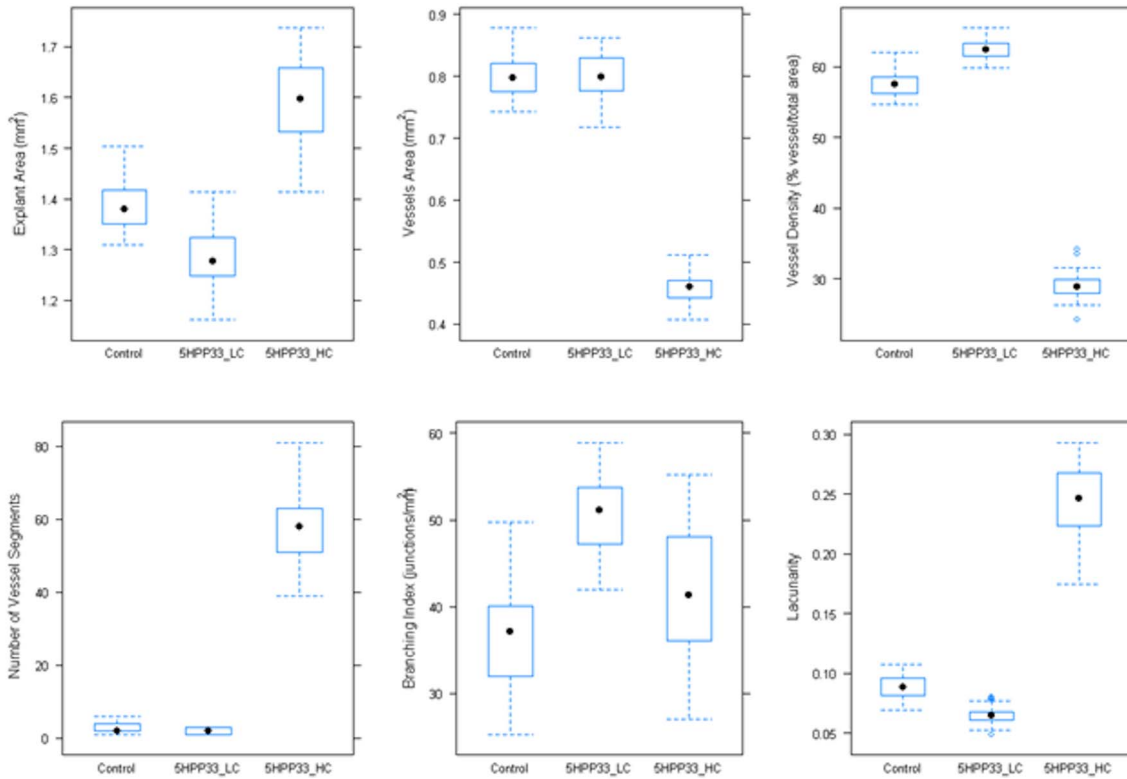 Explant Area (mm²)
1.7
1.6
1.5
1.4
1.3
1.2
Control 5HPP33_LC 5HPP33_HC
Vessels Area (mm²)
0.9
0.8
0.7
0.6
0.5
0.4
Control 5HPP33_LC 5HPP33_HC
Vessel Density (% vessel/total area)
60
50
40
30
Control 5HPP33_LC 5HPP33_HC
Number of Vessel Segments
80
60
40
20
0
Control 5HPP33_LC 5HPP33_HC
Branching Index (junctions/mm²)
60
50
40
30
Control 5HPP33_LC 5HPP33_HC
Lacunarity
0.30
0.25
0.20
0.15
0.10
0.05
Control 5HPP33_LC 5HPP33_HC